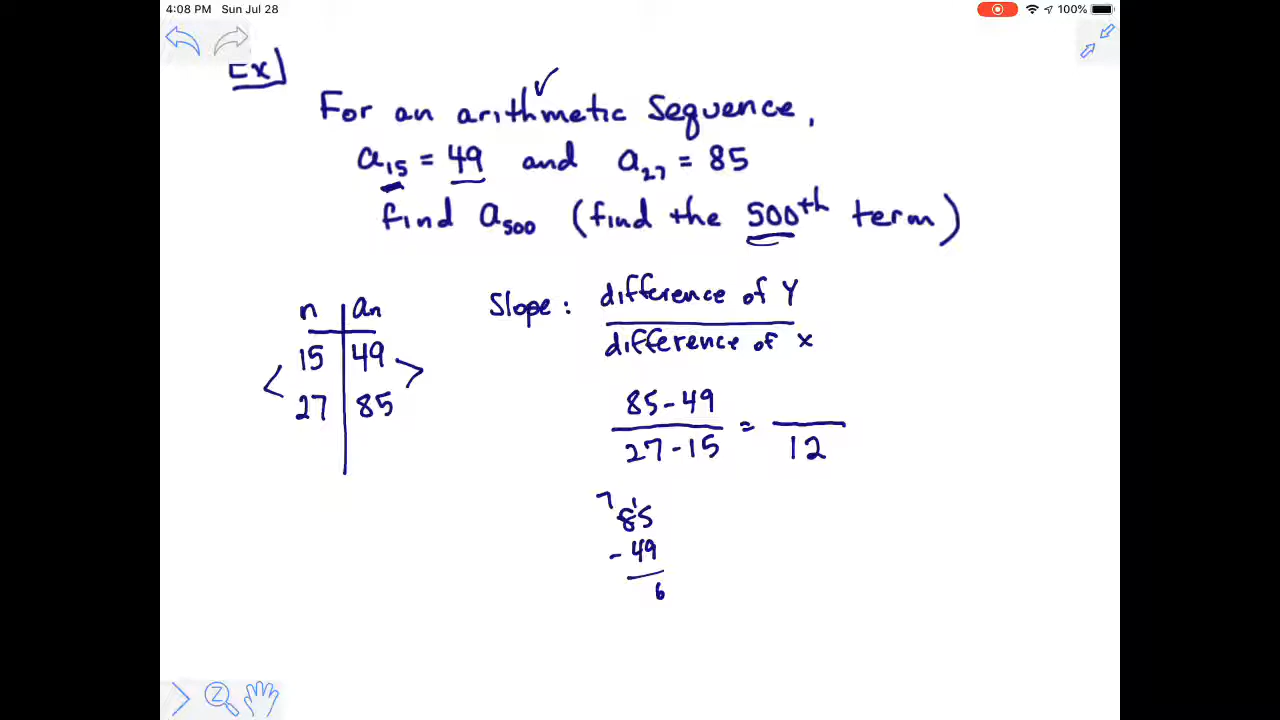 4:08 PM Sun Jul 28 100%
Ex]
For an arithmetic sequence,
a₁₅ = 49 and a₂₇ = 85
find a₅₀₀ (find the 500th term)
Slope: difference of Y
difference of x
n an
15 49
27 85
85-49
27-15 = 12
7 1
85
- 49
6
Z